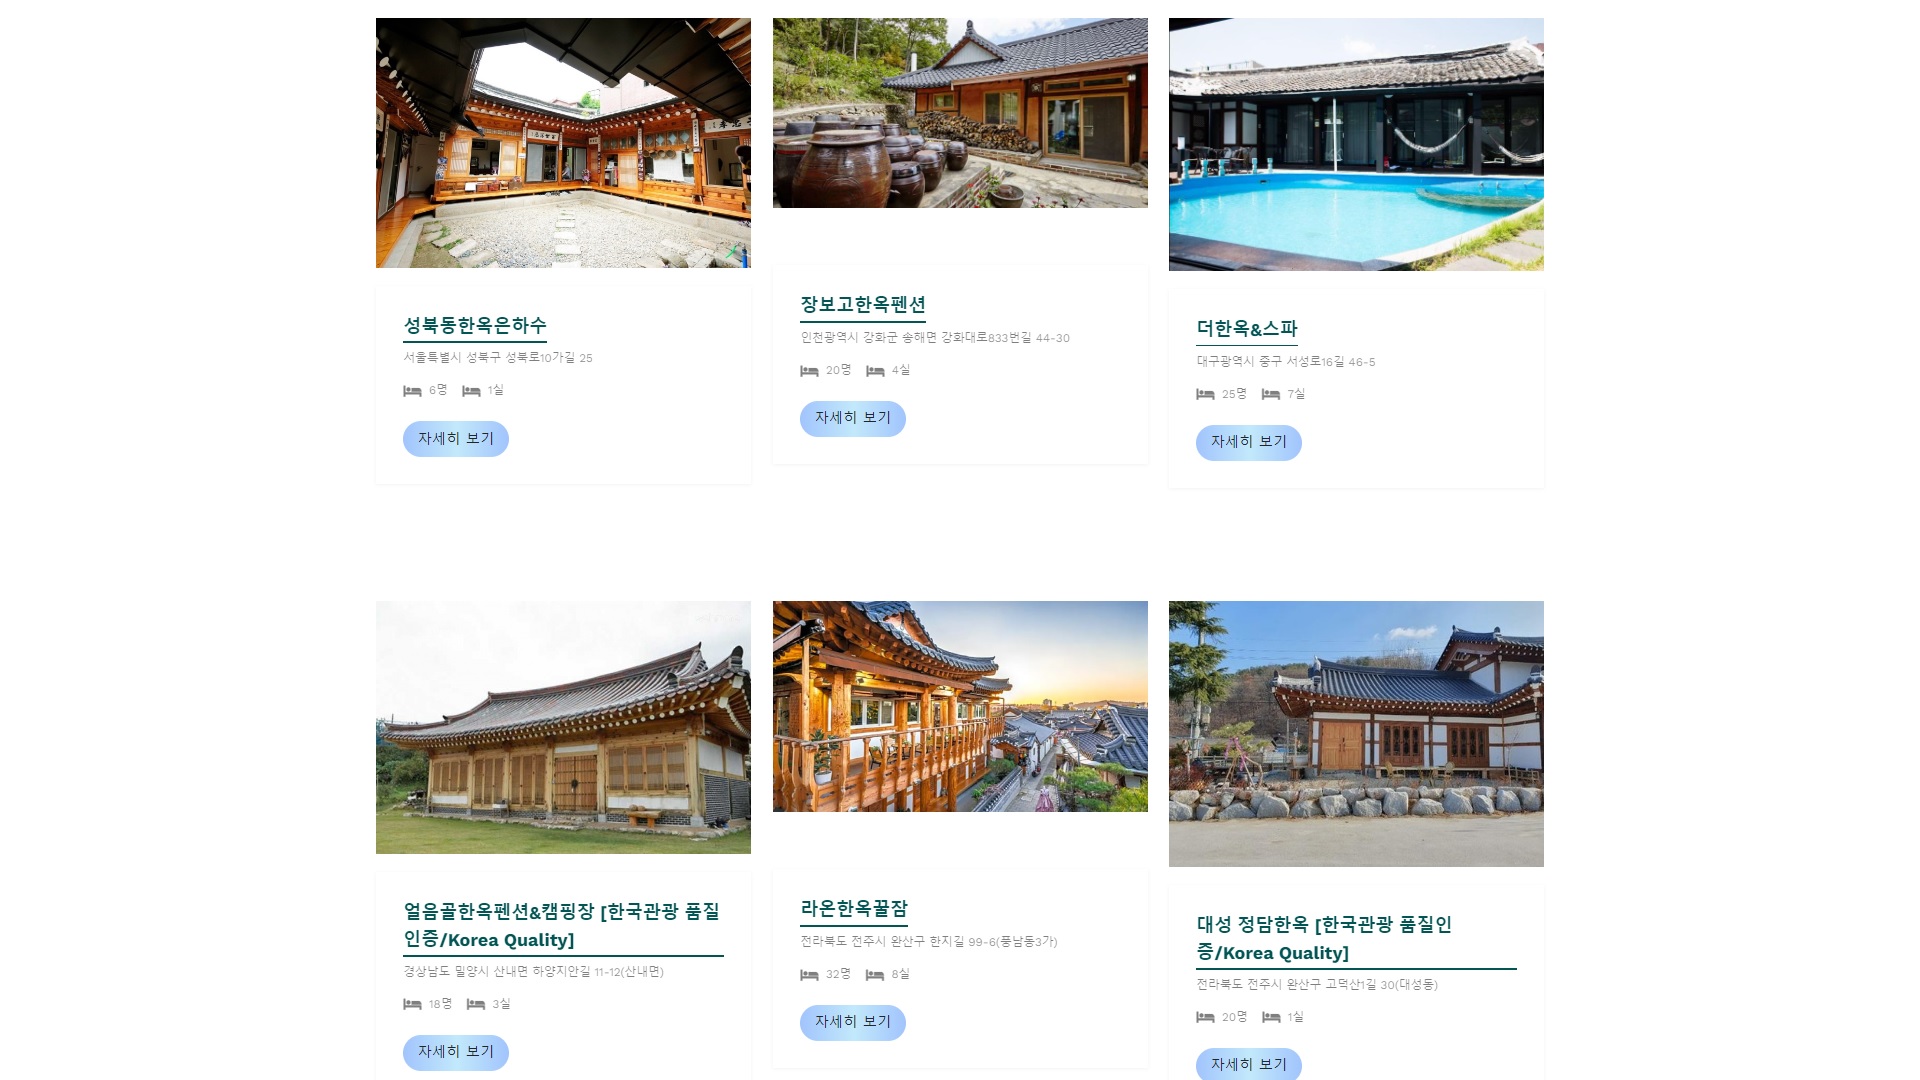 성북동한옥은하수
서울특별시 성북구 성북로10가길 25
6명 1실
자세히 보기
장보고한옥펜션
인천광역시 강화군 송해면 강화대로833번길 44-30
20명 4실
자세히 보기
더한옥&스파
대구광역시 중구 서성로16길 46-5
25명 7실
자세히 보기
얼음골한옥펜션&캠핑장 [한국관광 품질
인증/Korea Quality]
경상남도 밀양시 산내면 하양지안길 11-12(산내면)
18명 3실
자세히 보기
라온한옥꿀잠
전라북도 전주시 완산구 한지길 99-6(풍남동3가)
32명 8실
자세히 보기
대성 정담한옥 [한국관광 품질인
증/Korea Quality]
전라북도 전주시 완산구 고덕산1길 30(대성동)
20명 1실
자세히 보기